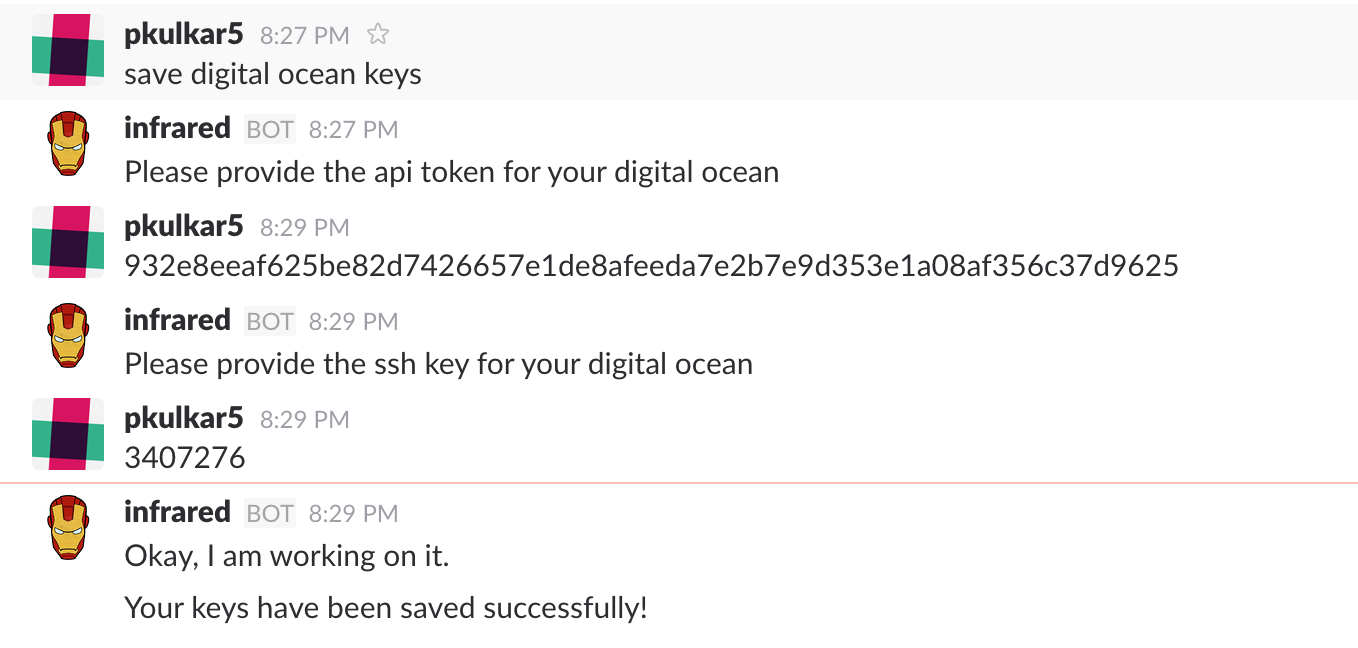 pkulkar5 8:27 PM
save digital ocean keys
infrared BOT 8:27 PM
Please provide the api token for your digital ocean
pkulkar5 8:29 PM
932e8eeaf625be82d7426657e1de8afeeda7e2b7e9d353e1a08af356c37d9625
infrared BOT 8:29 PM
Please provide the ssh key for your digital ocean
pkulkar5 8:29 PM
3407276
infrared BOT 8:29 PM
Okay, I am working on it.
Your keys have been saved successfully!